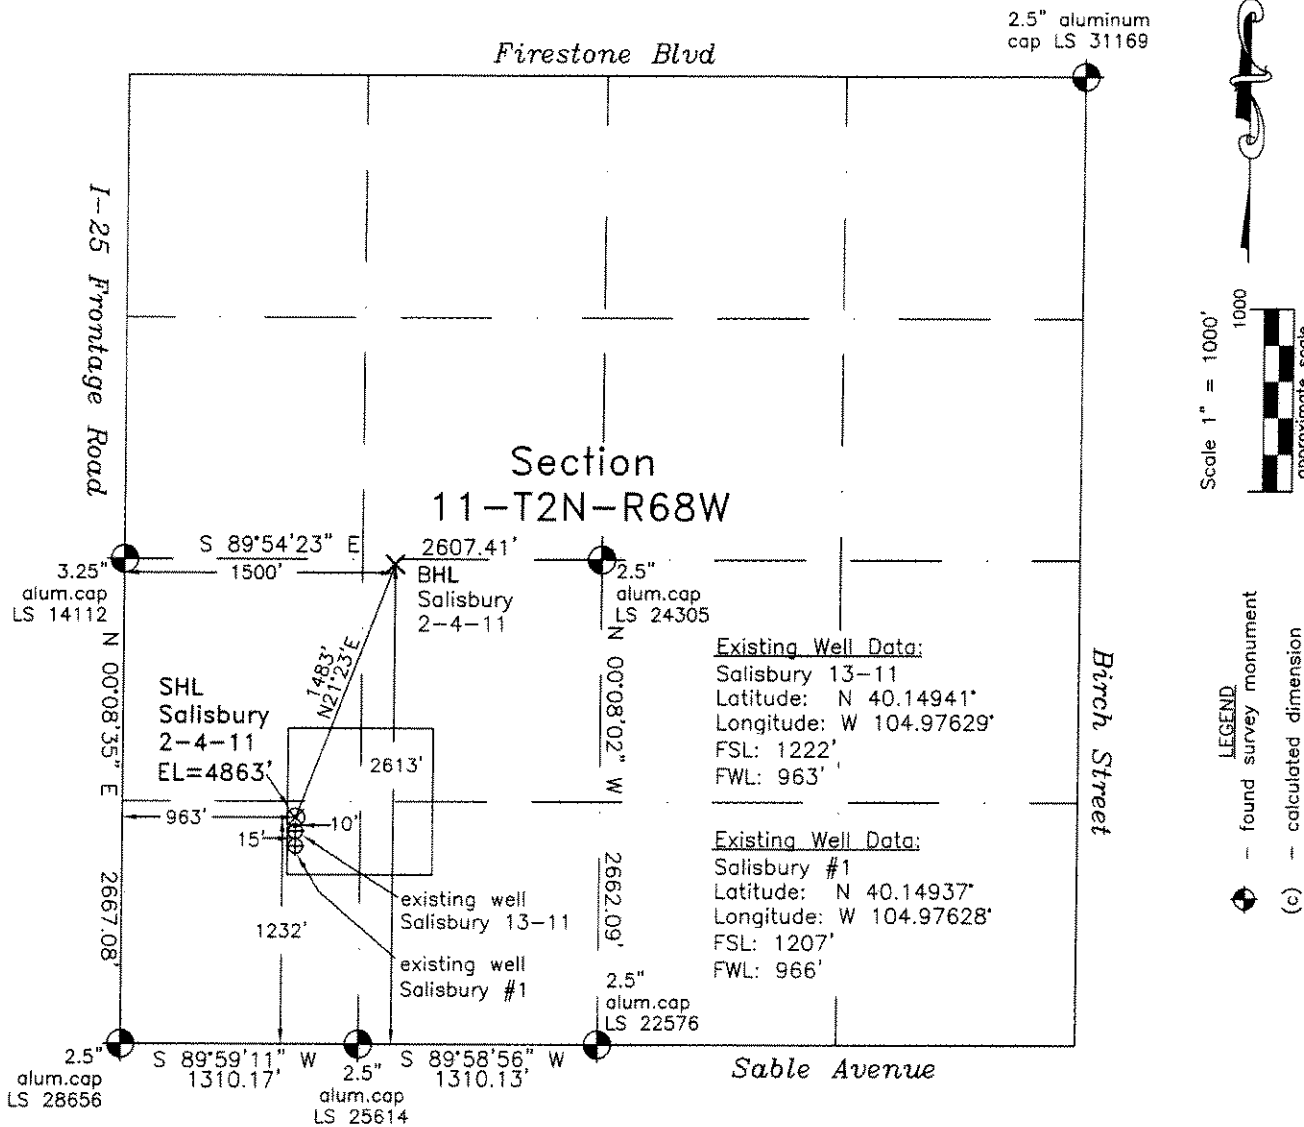 2.5" aluminum
cap LS 31169
Firestone Blvd
I-25 Frontage Road
Scale 1" = 1000'
1000
approximate scale
Section
11-T2N-R68W
S 89°54'23" E
2607.41'
1500'
3.25"
alum.cap
LS 14112
BHL
Salisbury
2-4-11
2.5"
alum.cap
LS 24305
N 00°08'35" E
2667.08'
1483'
N21°23'E
N 00°08'02" W
2662.09'
SHL
Salisbury
2-4-11
EL=4863'
2613'
963'
10'
15'
1232'
existing well
Salisbury 13-11
existing well
Salisbury #1
Existing Well Data:
Salisbury 13-11
Latitude: N 40.14941°
Longitude: W 104.97629°
FSL: 1222'
FWL: 963'
Existing Well Data:
Salisbury #1
Latitude: N 40.14937°
Longitude: W 104.97628°
FSL: 1207'
FWL: 966'
Birch Street
LEGEND
- found survey monument
(c) - calculated dimension
2.5"
alum.cap
LS 22576
2.5"
alum.cap
LS 28656
S 89°59'11" W
1310.17'
2.5"
alum.cap
LS 25614
S 89°58'56" W
1310.13'
Sable Avenue